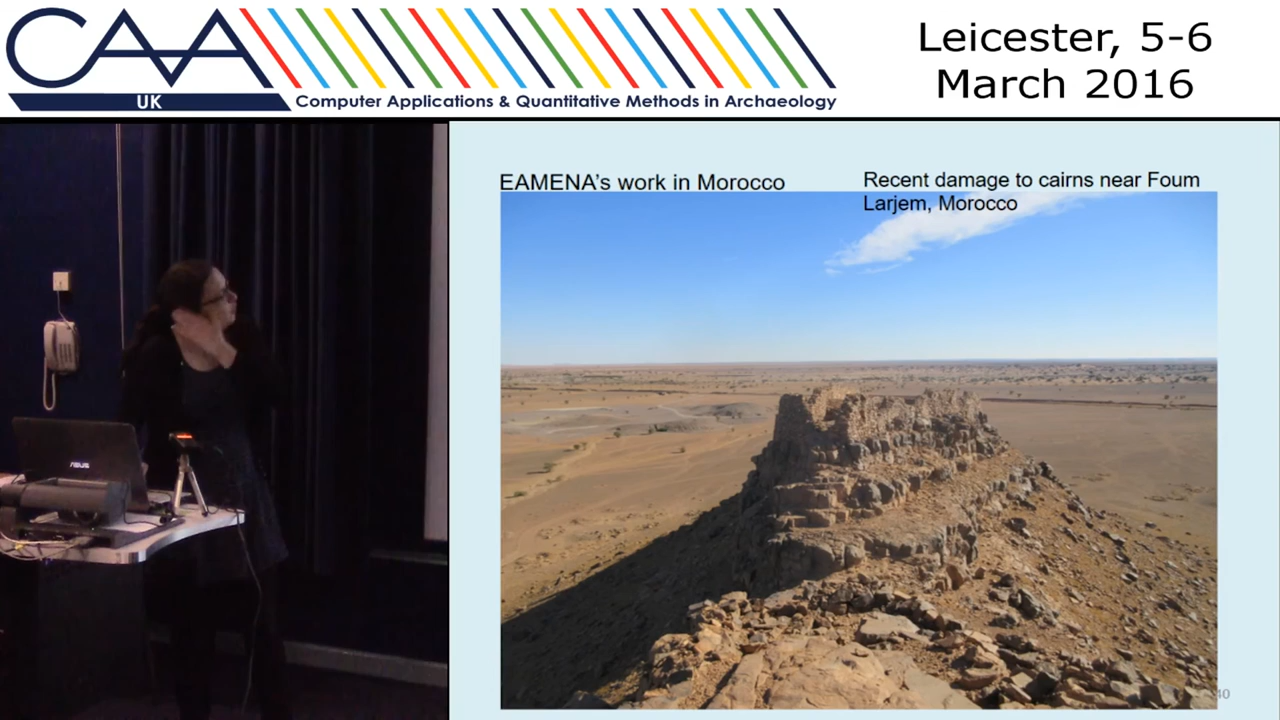 CAA
UK
Computer Applications & Quantitative Methods in Archaeology
Leicester, 5-6
March 2016
EAMENA's work in Morocco
Recent damage to cairns near Foum
Larjem, Morocco
ASUS
40